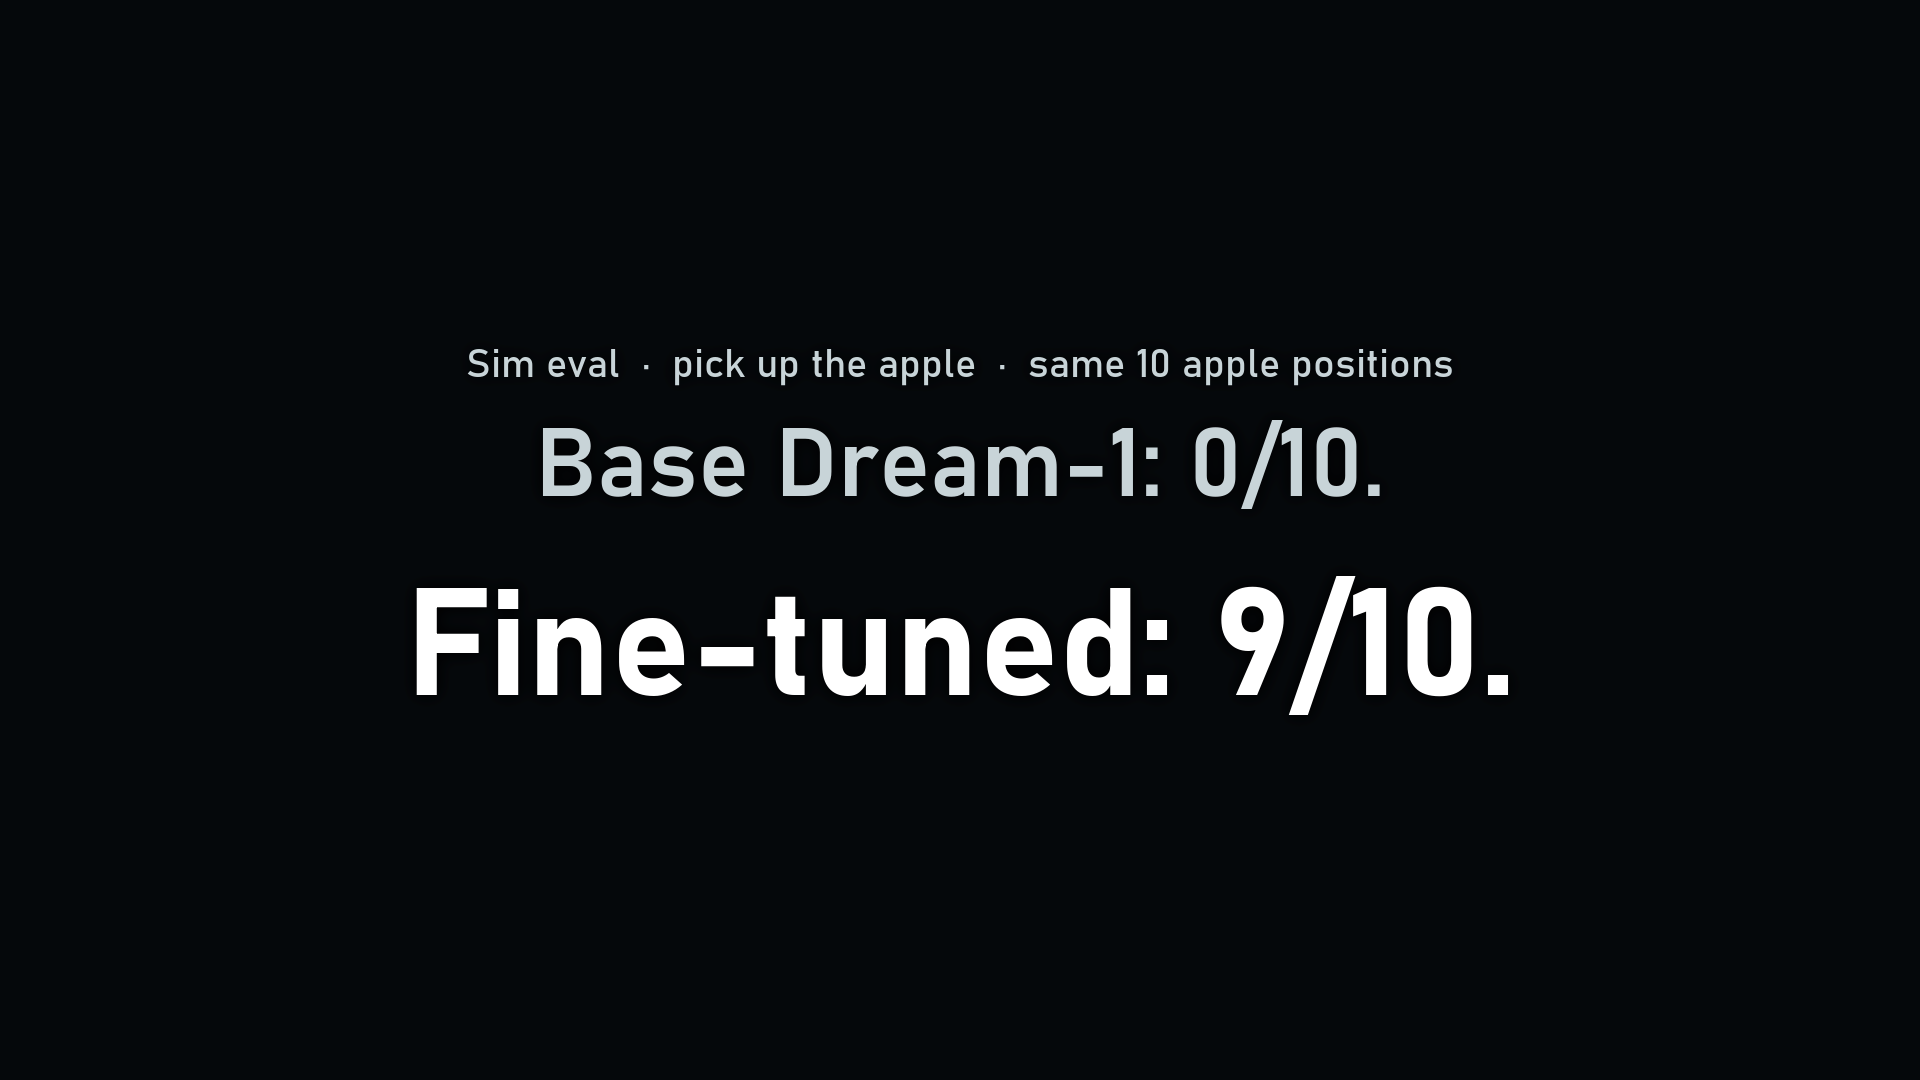 Sim eval · pick up the apple · same 10 apple positions
Base Dream-1: 0/10.
Fine-tuned: 9/10.